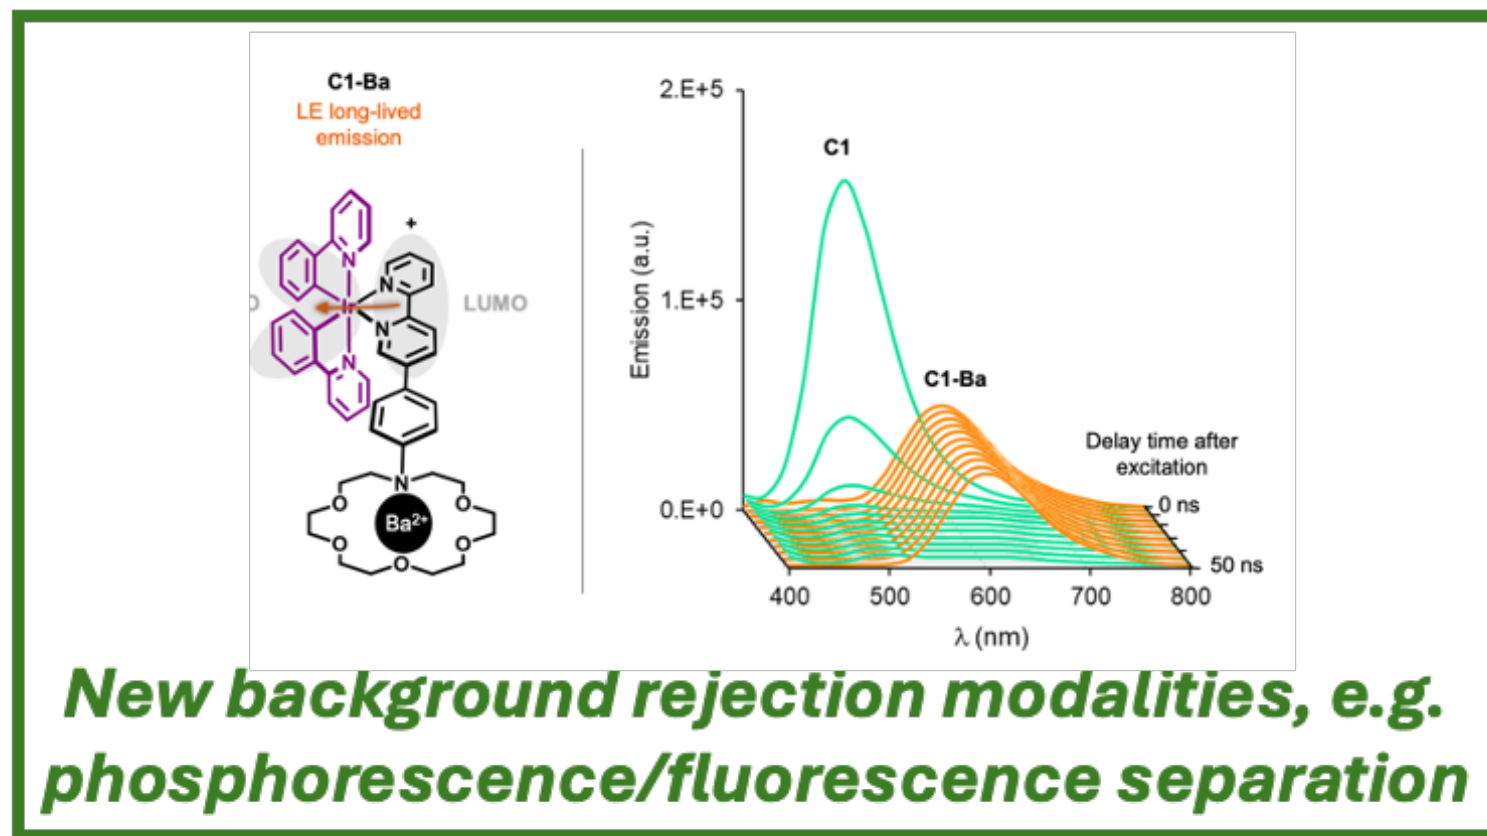 C1-Ba
LE long-lived
emission
+
N
N
Ir
N
N
O
LUMO
N
O
O
Ba²⁺
O
O
O
2.E+5
1.E+5
0.E+0
Emission (a.u.)
C1
C1-Ba
Delay time after
excitation
0 ns
50 ns
400 500 600 700 800
λ (nm)
New background rejection modalities, e.g.
phosphorescence/fluorescence separation